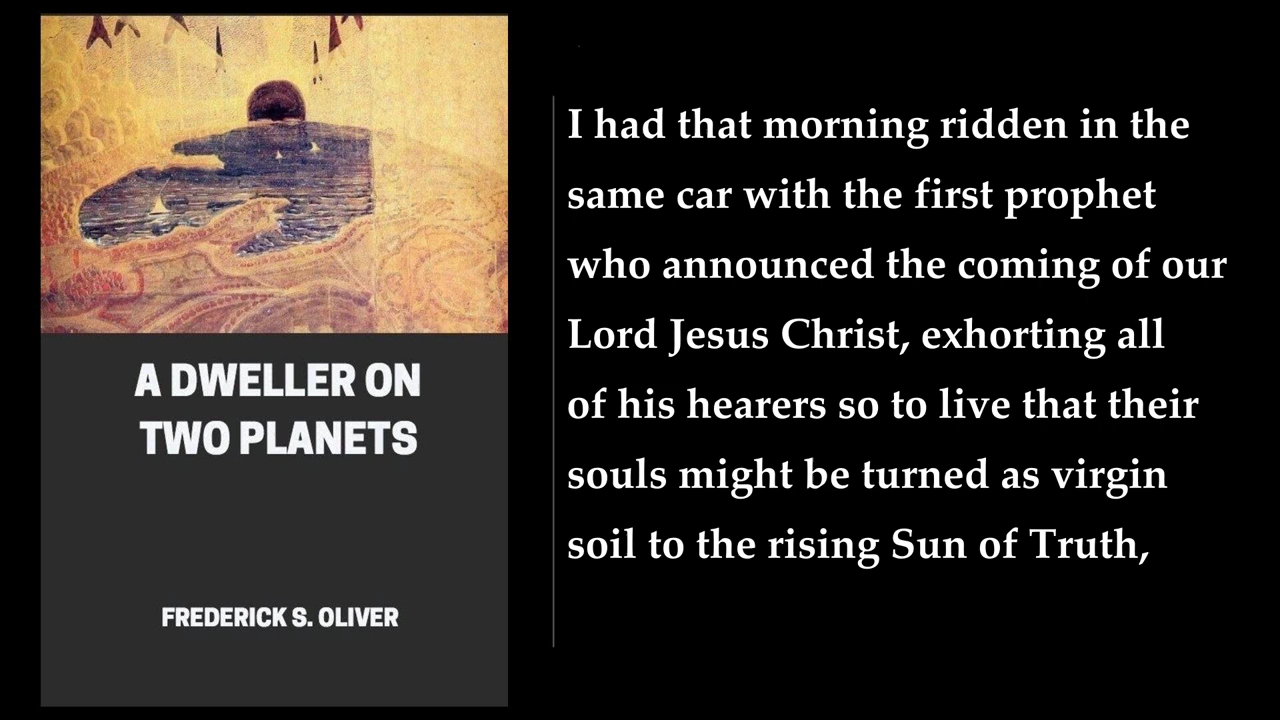 A DWELLER ON
TWO PLANETS
FREDERICK S. OLIVER
I had that morning ridden in the
same car with the first prophet
who announced the coming of our
Lord Jesus Christ, exhorting all
of his hearers so to live that their
souls might be turned as virgin
soil to the rising Sun of Truth,